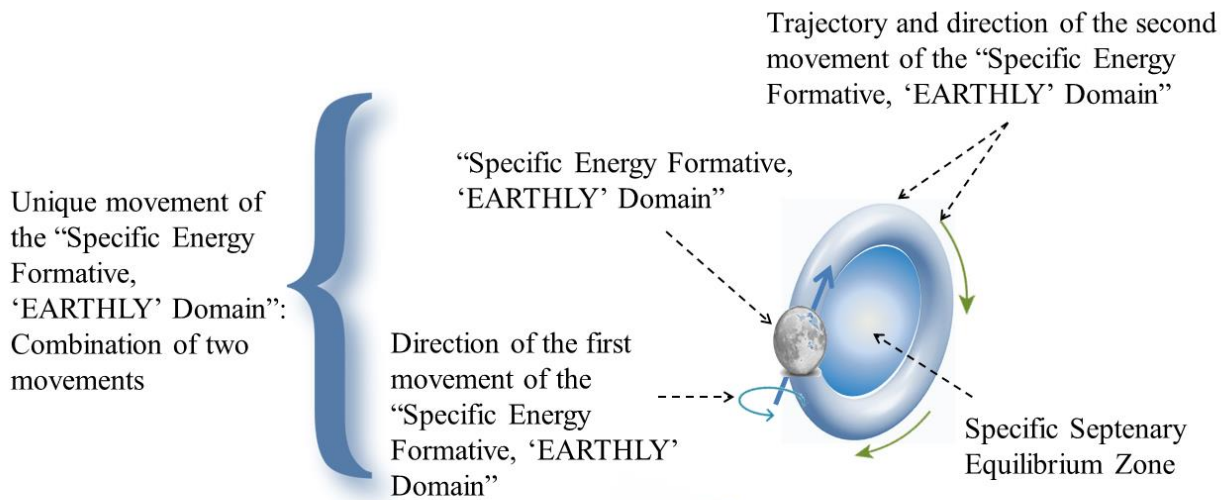 Trajectory and direction of the second
movement of the “Specific Energy
Formative, ‘EARTHLY’ Domain”
“Specific Energy Formative,
‘EARTHLY’ Domain”
Unique movement of
the “Specific Energy
Formative,
‘EARTHLY’ Domain”:
Combination of two
movements
Direction of the first
movement of the
“Specific Energy
Formative, ‘EARTHLY’
Domain”
Specific Septenary
Equilibrium Zone